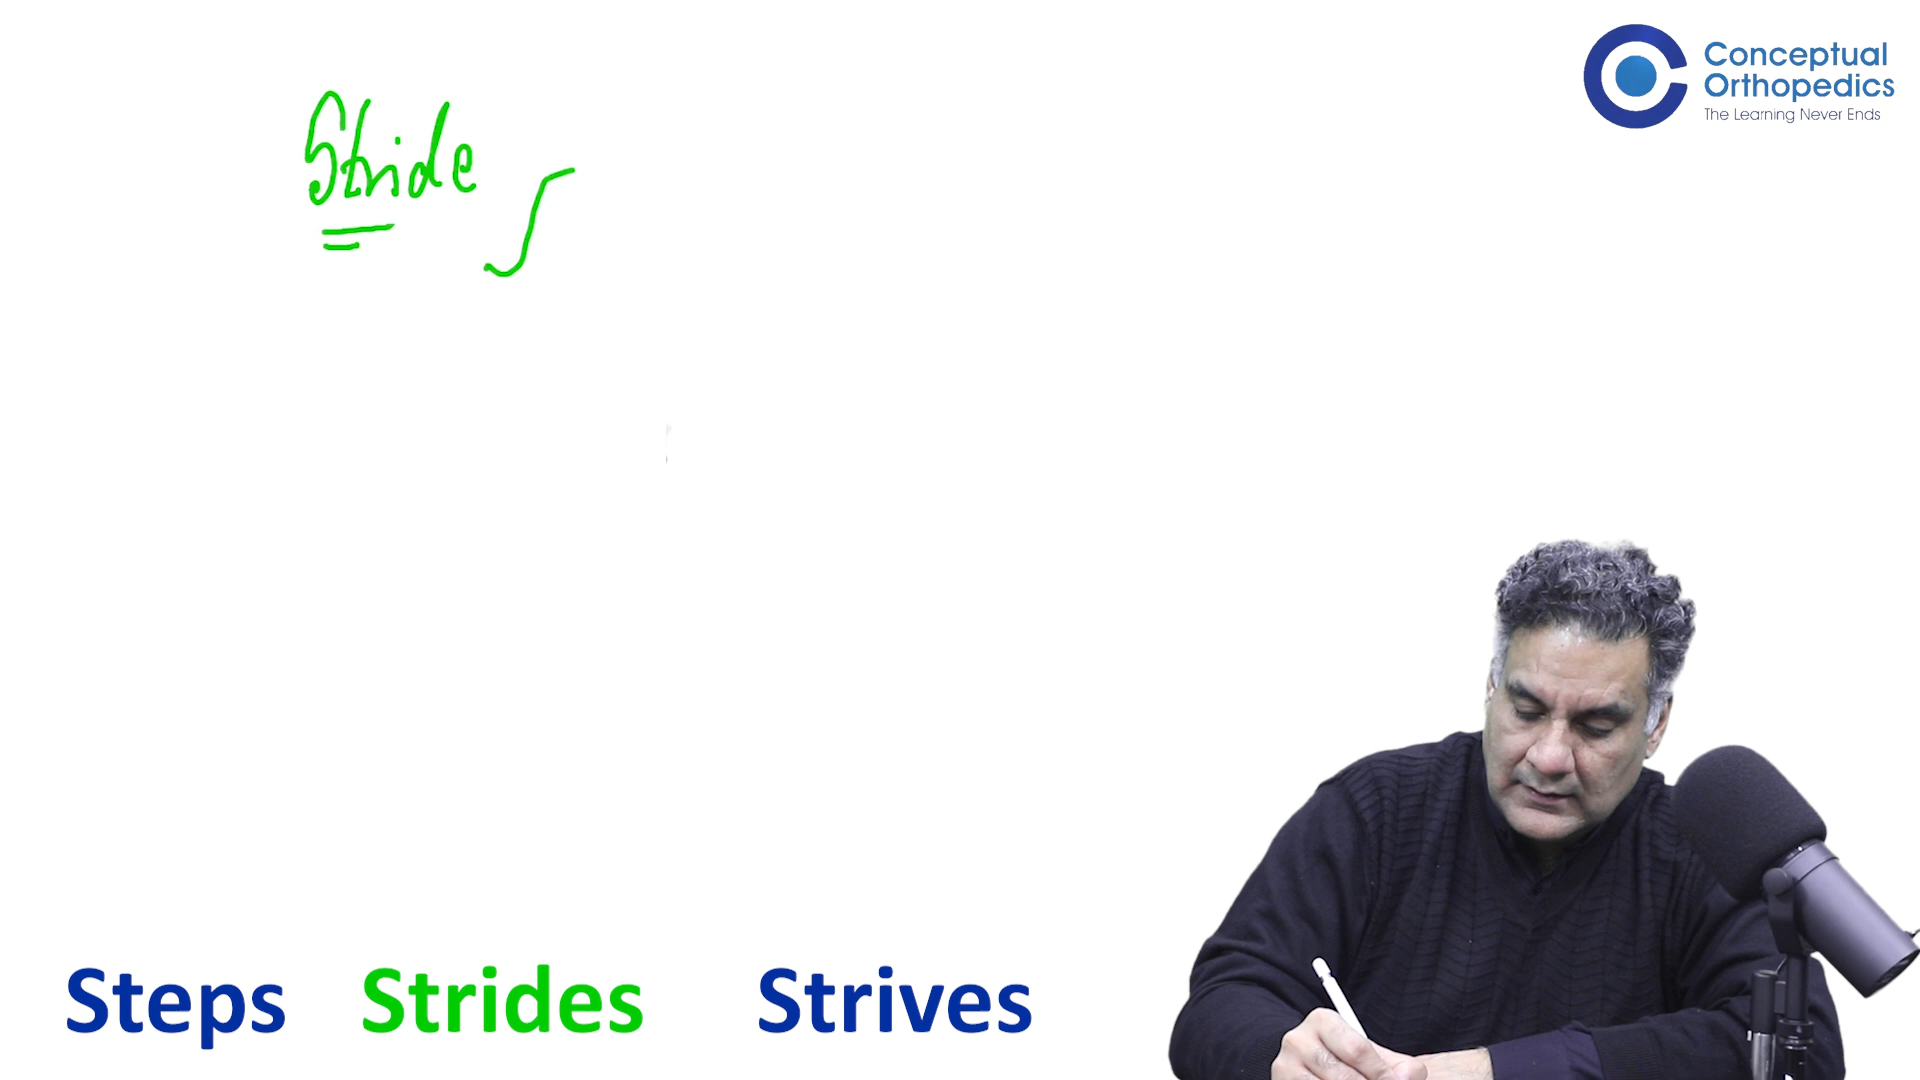 Conceptual
Orthopedics
The Learning Never Ends
Stride
Steps Strides Strives